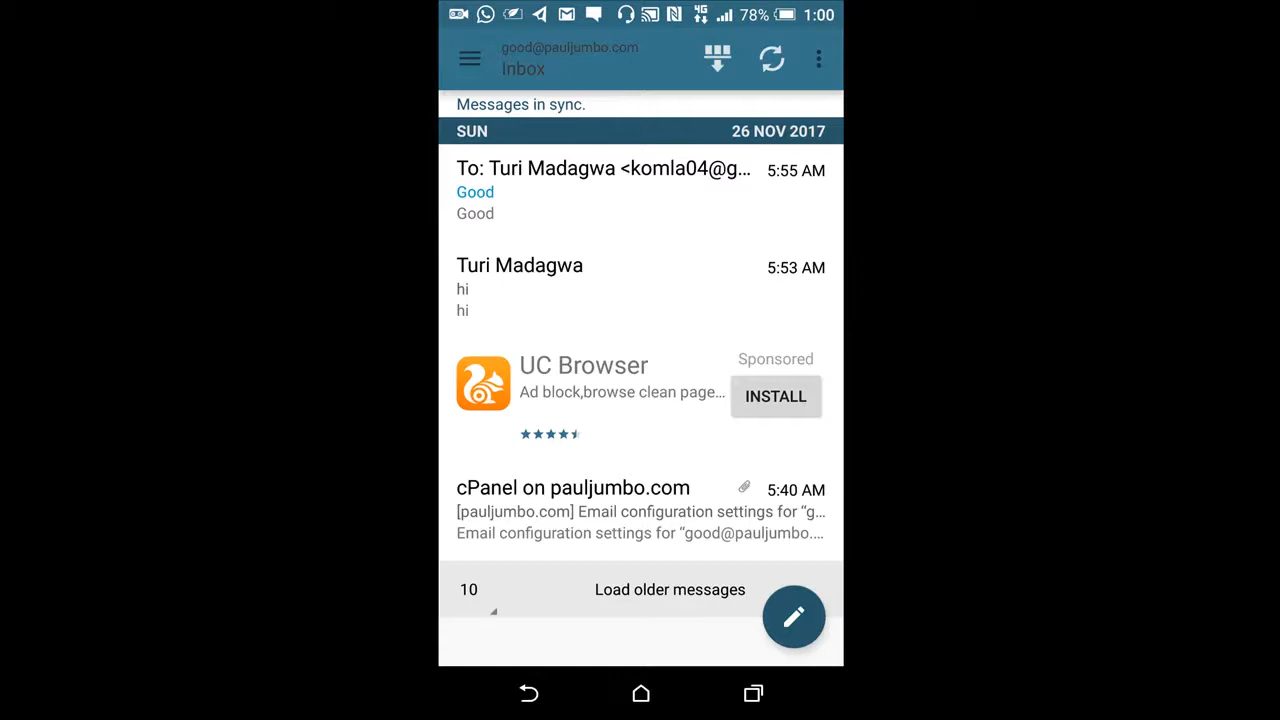 4G 78% 1:00
good@pauljumbo.com
Inbox
Messages in sync.
SUN 26 NOV 2017
To: Turi Madagwa <komla04@g... 5:55 AM
Good
Good
Turi Madagwa 5:53 AM
hi
hi
UC Browser Sponsored
Ad block,browse clean page... INSTALL
cPanel on pauljumbo.com 5:40 AM
[pauljumbo.com] Email configuration settings for “g...
Email configuration settings for “good@pauljumbo....
10 Load older messages